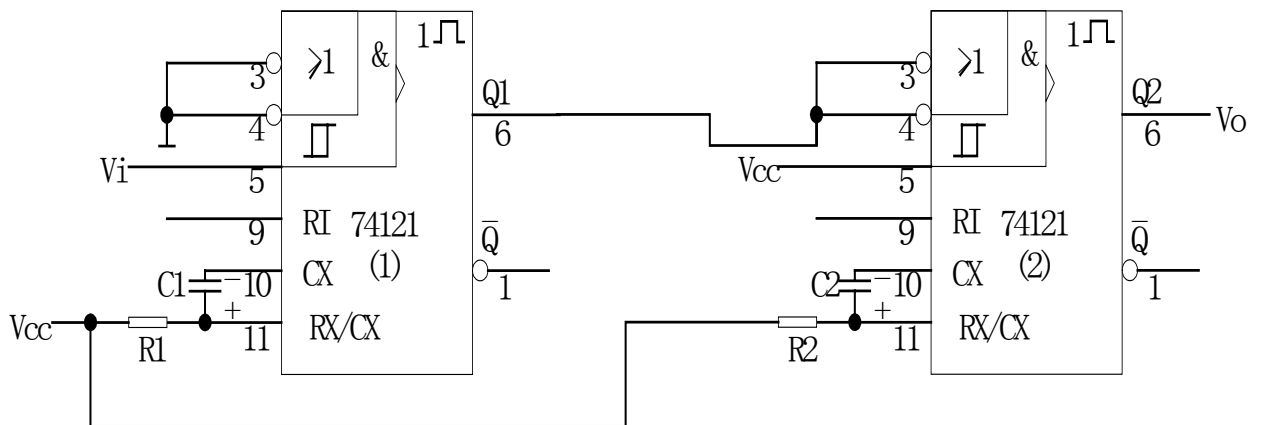 1 1
3 ⩾1 & Q1 3 ⩾1 & Q2
4 6 4 6 Vo
Vi 5 Vcc 5
9 RI 74121 Q̅ 9 RI 74121 Q̅
C1 −10 CX (1) 1 C2 −10 CX (2) 1
Vcc + 11 RX/CX + 11 RX/CX
R1 R2